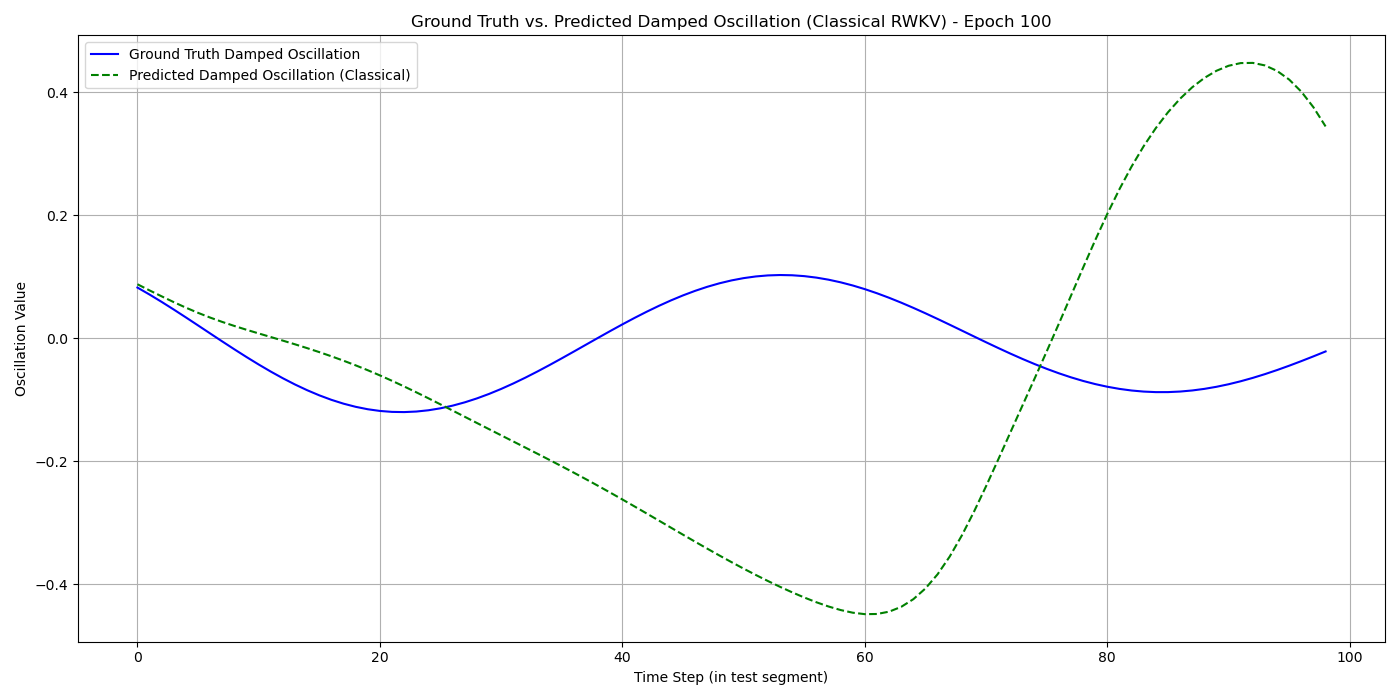 Ground Truth vs. Predicted Damped Oscillation (Classical RWKV) - Epoch 100
Ground Truth Damped Oscillation
Predicted Damped Oscillation (Classical)
Oscillation Value
0.4
0.2
0.0
−0.2
−0.4
0 20 40 60 80 100
Time Step (in test segment)